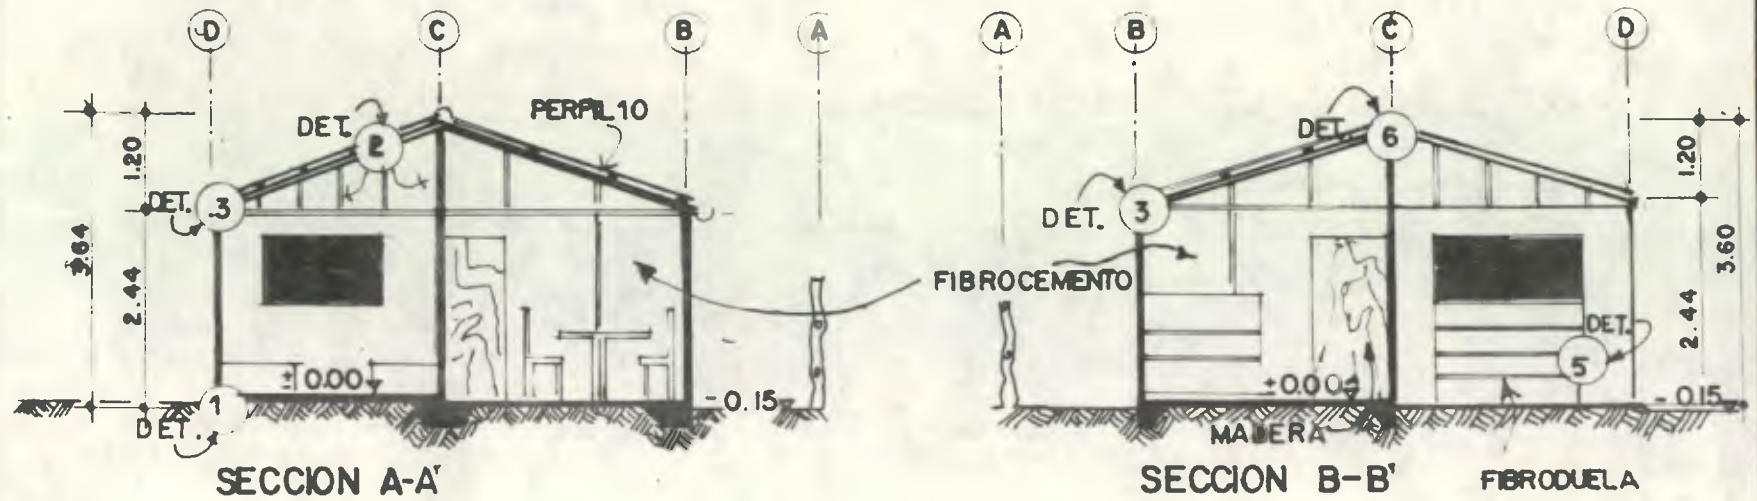 D C B A
A B C D
DET. 2 PERFIL 10
DET. 3
DET. 1
1.20
2.44
3.64
± 0.00
-0.15
FIBROCEMENTO
DET. 6
DET. 3
DET. 5
1.20
2.44
3.60
±0.00
-0.15
MADERA
SECCION A-A'
SECCION B-B'
FIBRODUELA